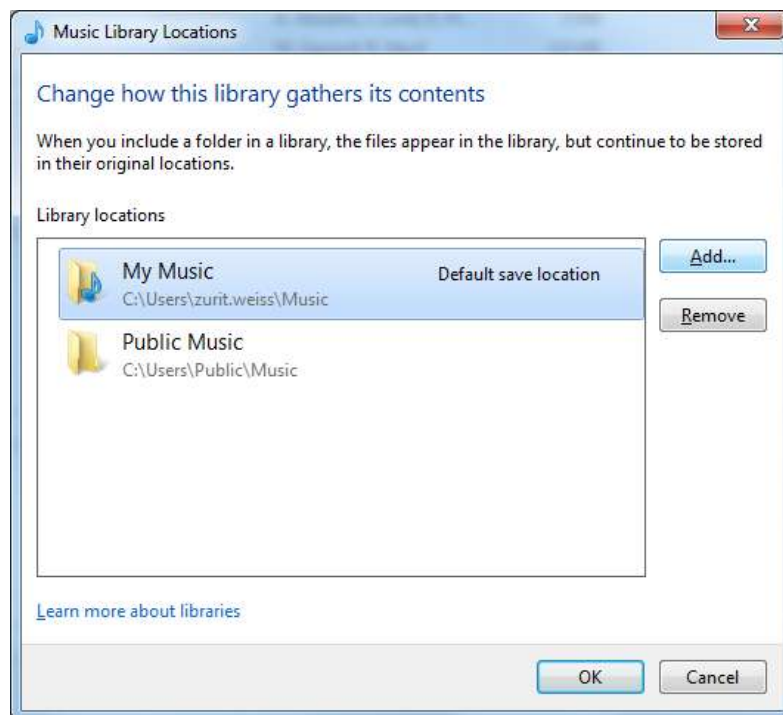 Music Library Locations
Change how this library gathers its contents
When you include a folder in a library, the files appear in the library, but continue to be stored
in their original locations.
Library locations
My Music Default save location
C:\Users\zurit.weiss\Music
Public Music
C:\Users\Public\Music
Add...
Remove
Learn more about libraries
OK Cancel